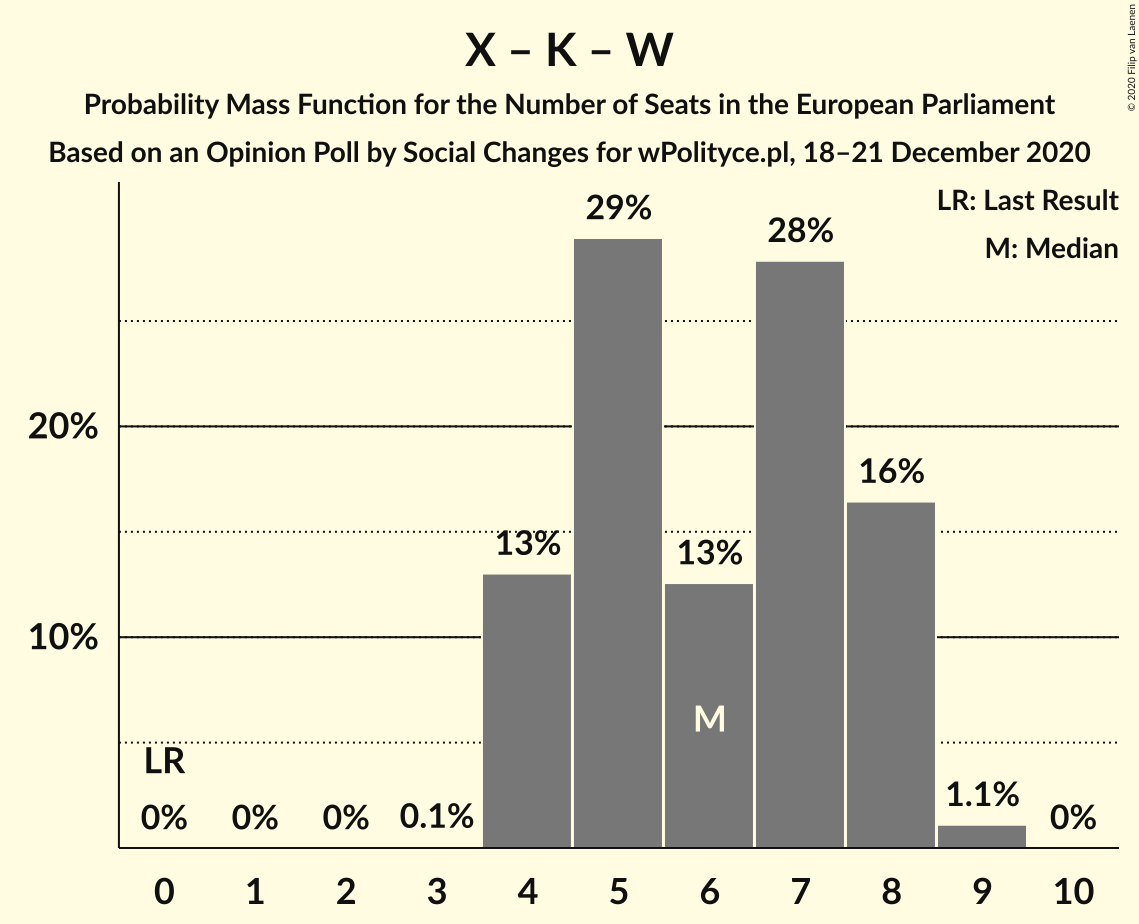 X – K – W
Probability Mass Function for the Number of Seats in the European Parliament
Based on an Opinion Poll by Social Changes for wPolityce.pl, 18–21 December 2020
© 2020 Filip van Laenen
LR: Last Result
M: Median
20%
10%
0%
0%
0%
0.1%
13%
29%
13%
28%
16%
1.1%
0%
LR
M
0 1 2 3 4 5 6 7 8 9 10